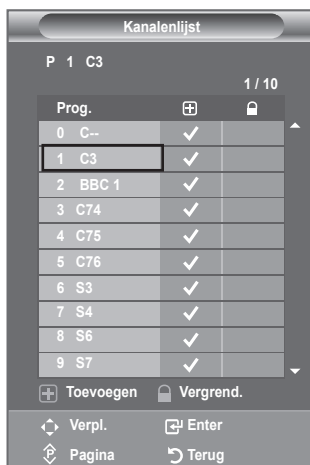 Kanalenlijst
P 1 C3
1 / 10
Prog.
0 C--
1 C3
2 BBC 1
3 C74
4 C75
5 C76
6 S3
7 S4
8 S6
9 S7
Toevoegen Vergrend.
Verpl. Enter
Pagina Terug